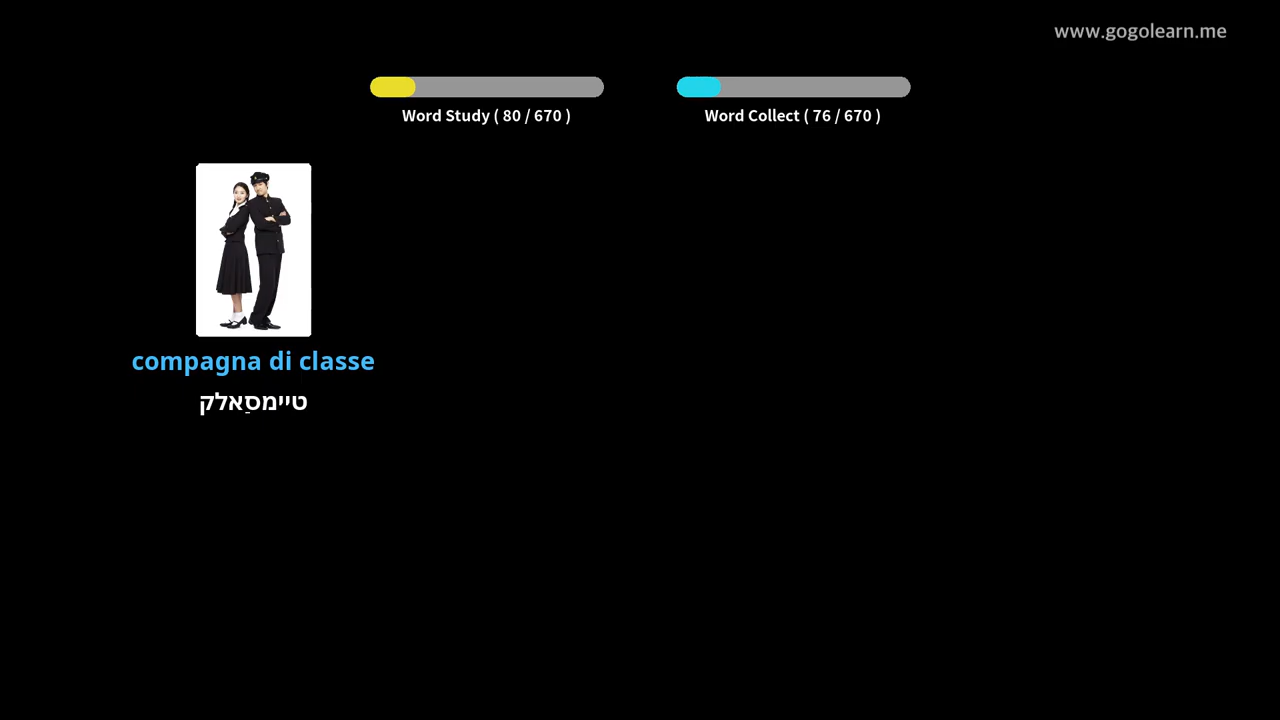 www.gogolearn.me
Word Study ( 80 / 670 )
Word Collect ( 76 / 670 )
compagna di classe
טיימסַאלק